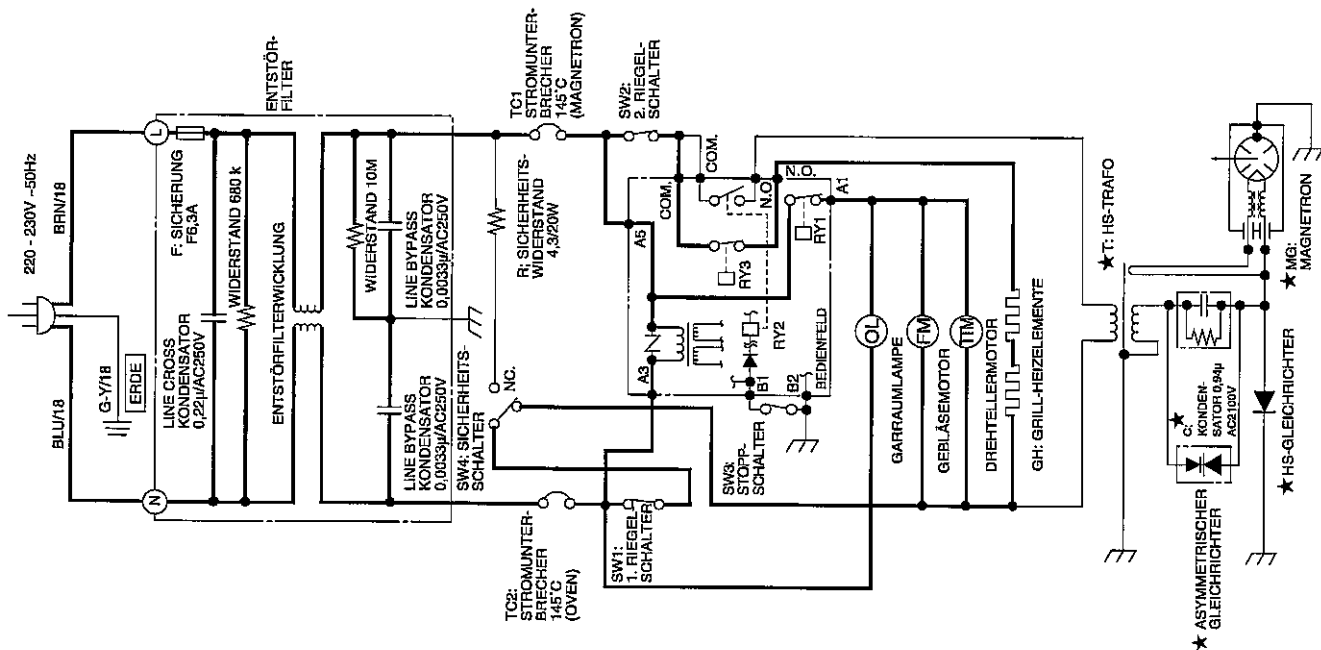 220 - 230V ~50Hz
BLU/18
BRN/18
G-Y/18
ERDE
N
L
ENTSTÖR-
FILTER
F: SICHERUNG
F6,3A
LINE CROSS
KONDENSATOR
0,22µ/AC250V
WIDERSTAND 680 k
ENTSTÖRFILTERWICKLUNG
WIDERSTAND 10M
LINE BYPASS
KONDENSATOR
0,0033µ/AC250V
LINE BYPASS
KONDENSATOR
0,0033µ/AC250V
SW4: SICHERHEITS-
SCHALTER
NC.
R; SICHERHEITS-
WIDERSTAND
4,3/20W
TC1
STROMUNTER-
BRECHER
145°C
(MAGNETRON)
TC2:
STROMUNTER-
BRECHER
145°C
(OVEN)
SW2:
2. RIEGEL-
SCHALTER
SW1:
1. RIEGEL-
SCHALTER
COM.
COM.
N.O.
N.O.
A5
A3
A1
RY3
RY1
RY2
B1
B2
BEDIENFELD
SW3:
STOPP-
SCHALTER
OL
GARRAUMLAMPE
FM
GEBLÄSEMOTOR
TTM
DREHTELLERMOTOR
GH: GRILL-HEIZELEMENTE
★ T: HS-TRAFO
★
C:
KONDEN-
SATOR 0,94µ
AC2100V
★ ASYMMETRISCHER
GLEICHRICHTER
★ HS-GLEICHRICHTER
★ MG:
MAGNETRON